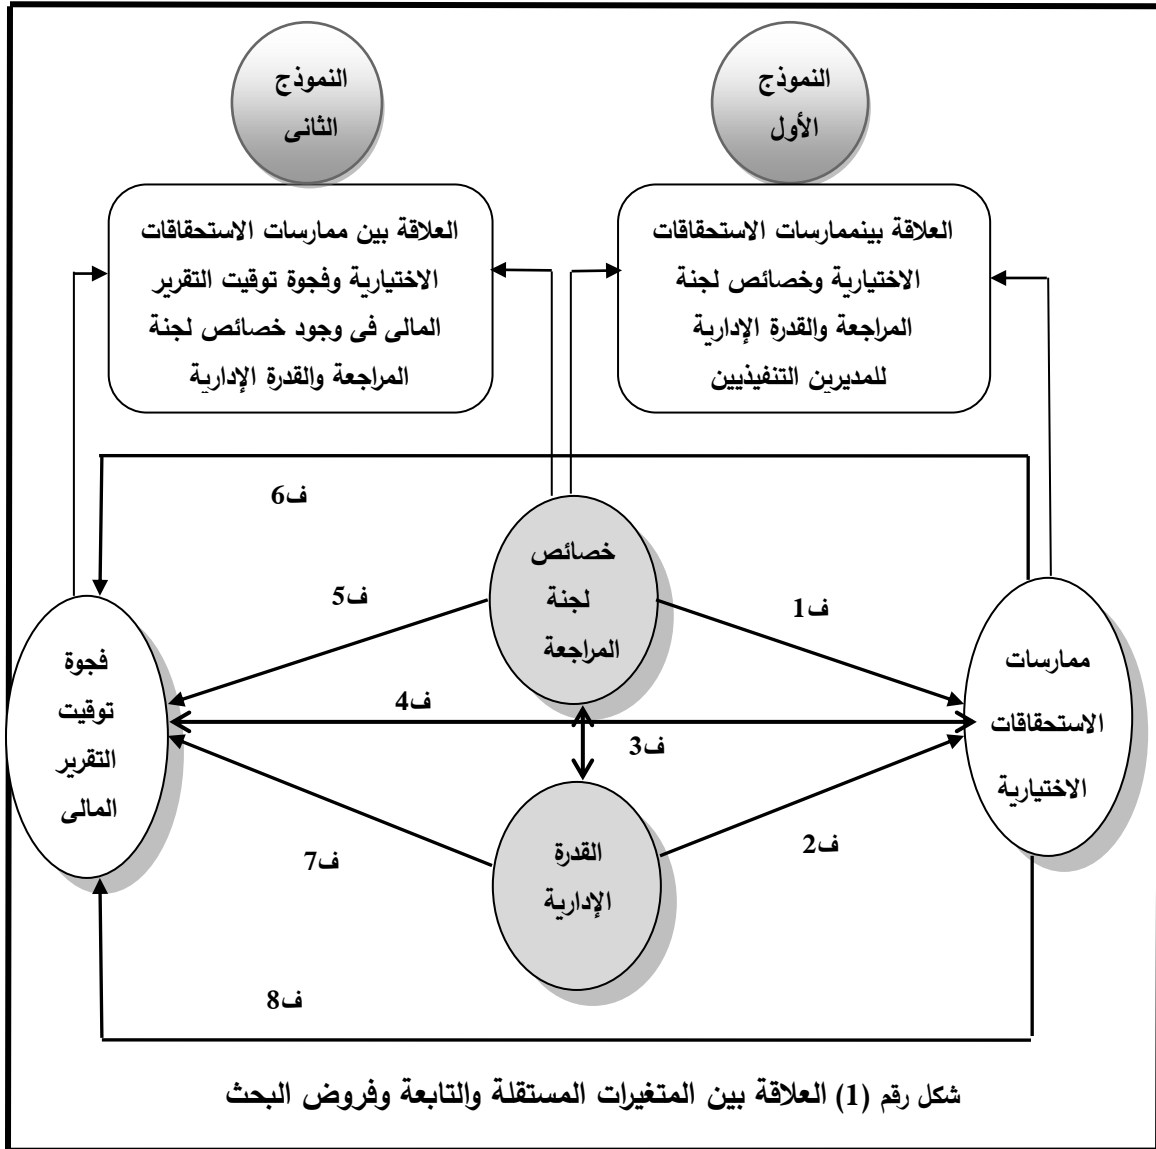 النموذج
الأول
النموذج
الثانى
العلاقة بينممارسات الاستحقاقات
الاختيارية وخصائص لجنة
المراجعة والقدرة الإدارية
للمديرين التنفيذيين
العلاقة بين ممارسات الاستحقاقات
الاختيارية وفجوة توقيت التقرير
المالى فى وجود خصائص لجنة
المراجعة والقدرة الإدارية
ف6
خصائص
لجنة
المراجعة
ف1
ف5
ممارسات
الاستحقاقات
الاختيارية
فجوة
توقيت
التقرير
المالى
ف4
ف3
القدرة
الإدارية
ف2
ف7
ف8
شكل رقم (1) العلاقة بين المتغيرات المستقلة والتابعة وفروض البحث